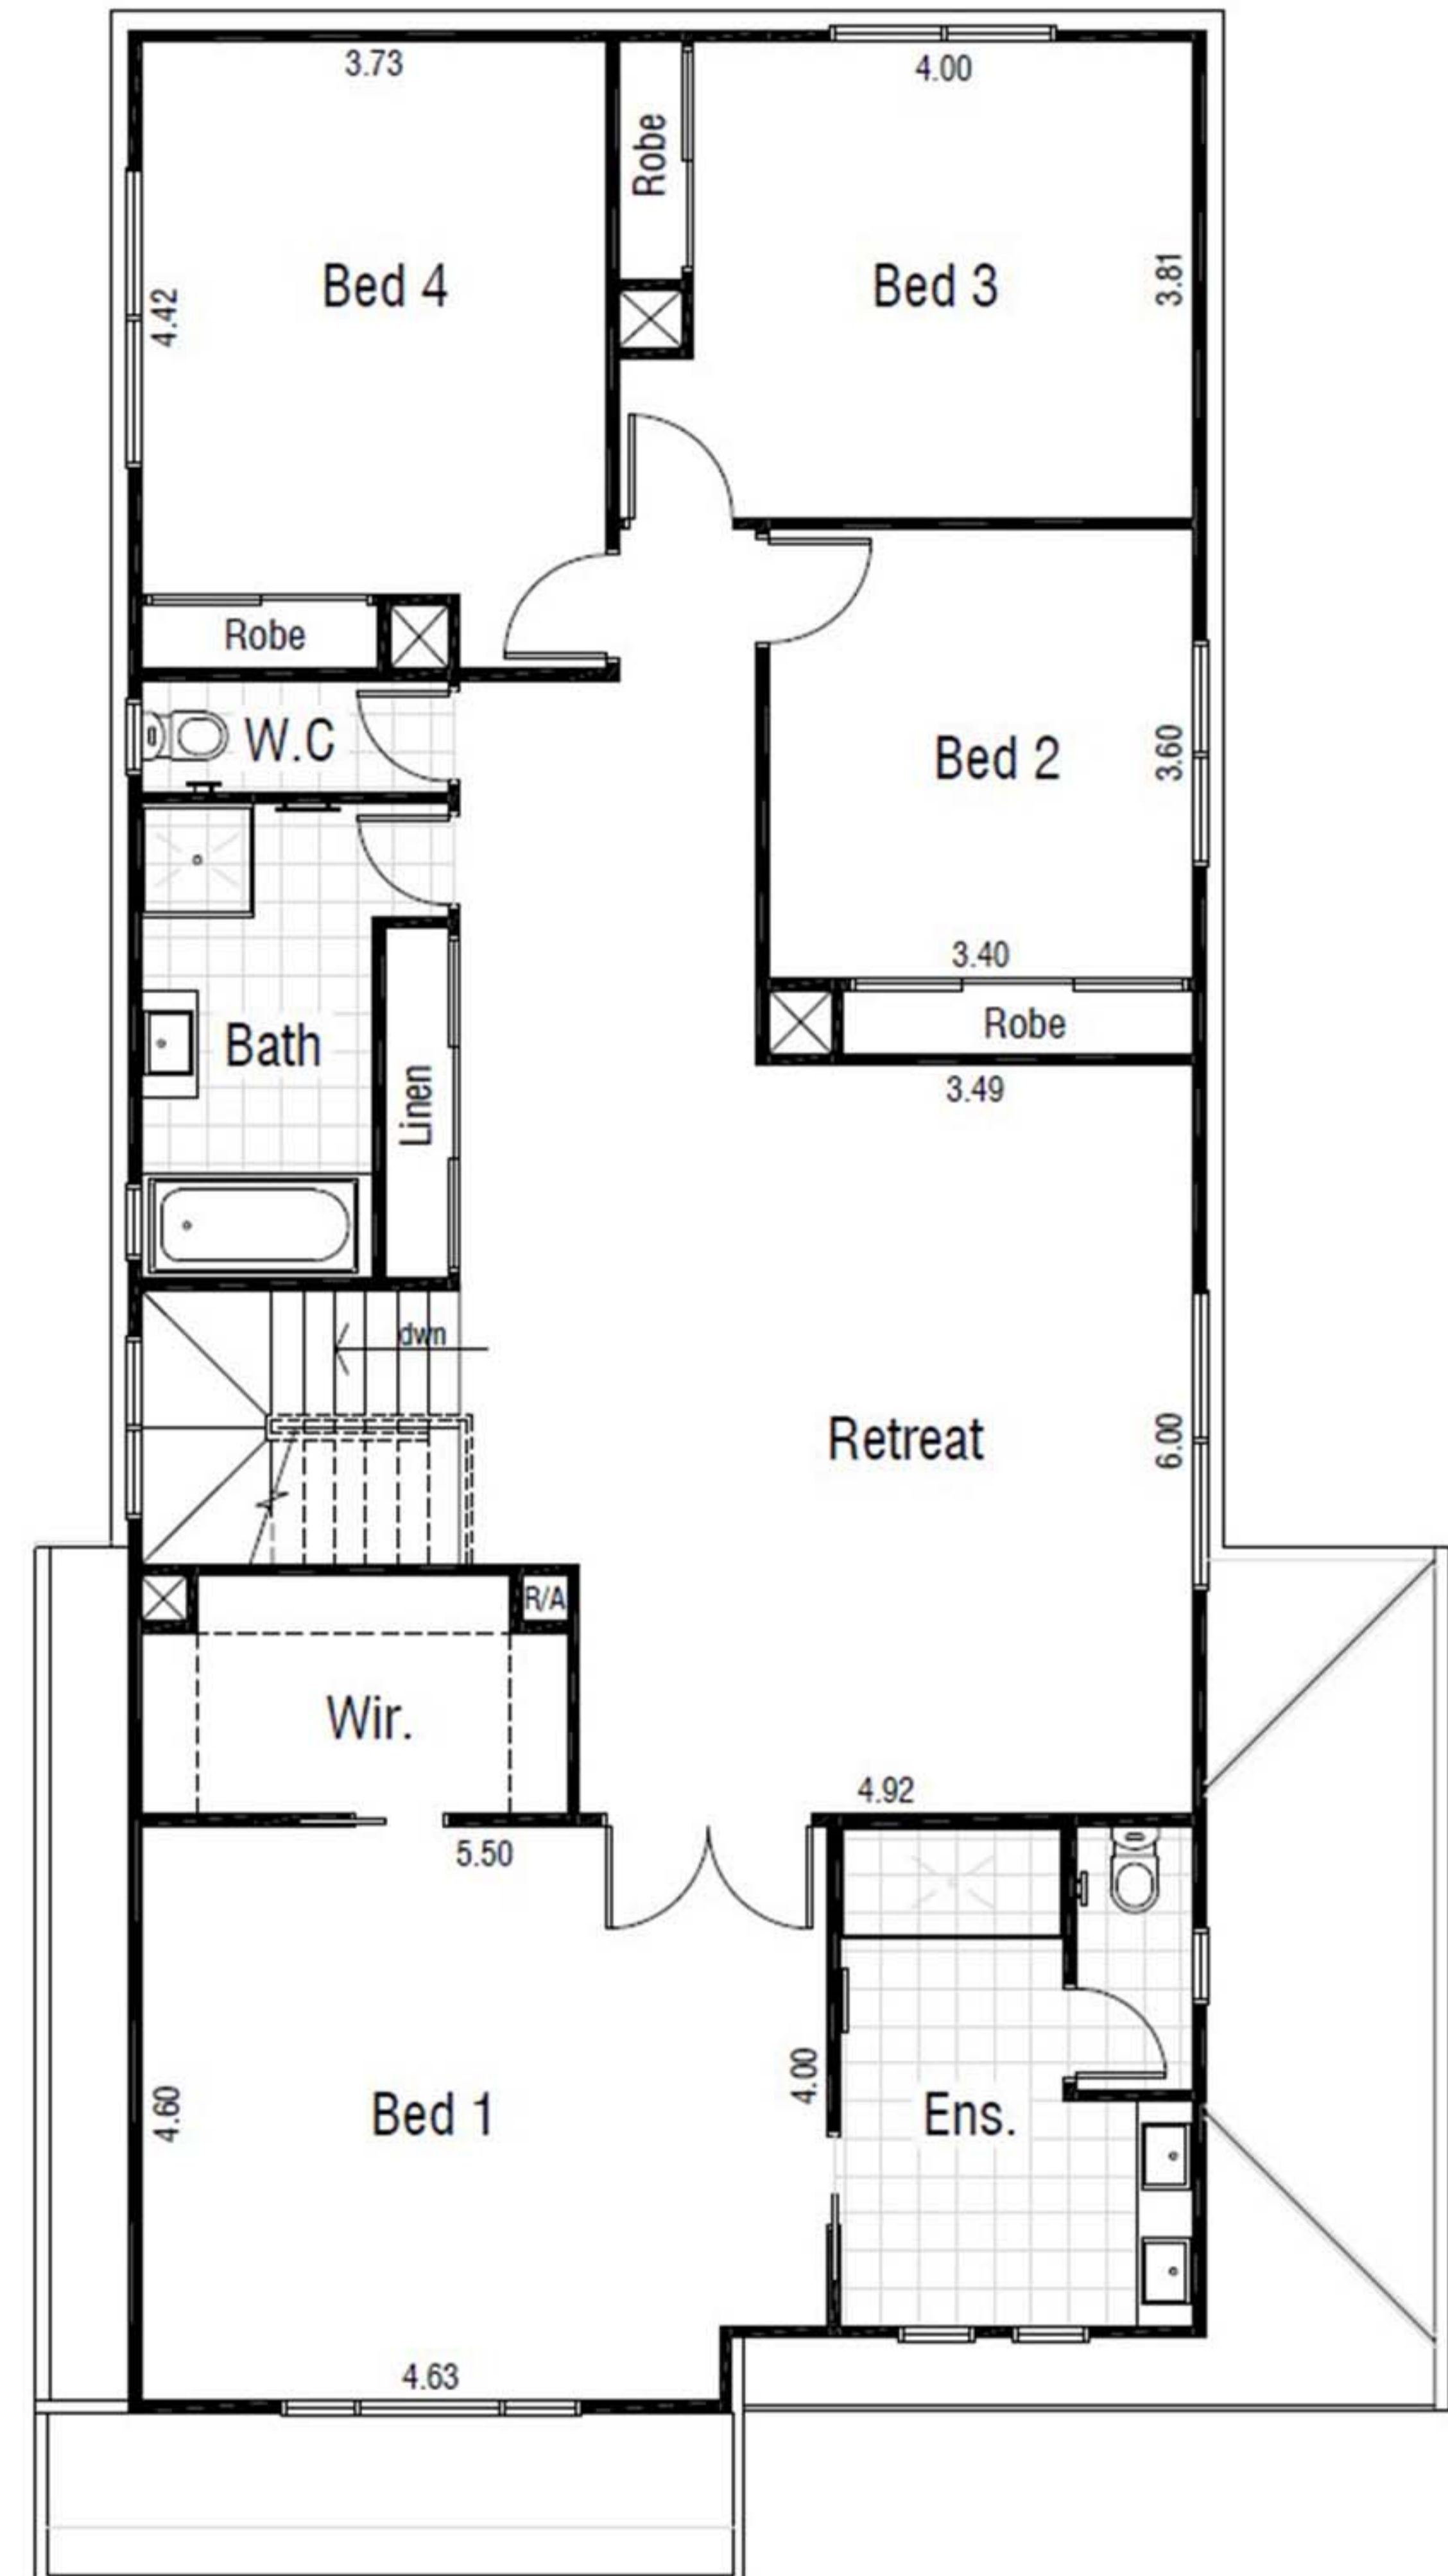 3.73
4.00
Robe
Bed 4
Bed 3
4.42
3.81
Robe
W.C
Bed 2
3.60
3.40
Bath
Robe
Linen
3.49
dwn
Retreat
6.00
R/A
Wir.
4.92
5.50
4.60
Bed 1
4.00
Ens.
4.63